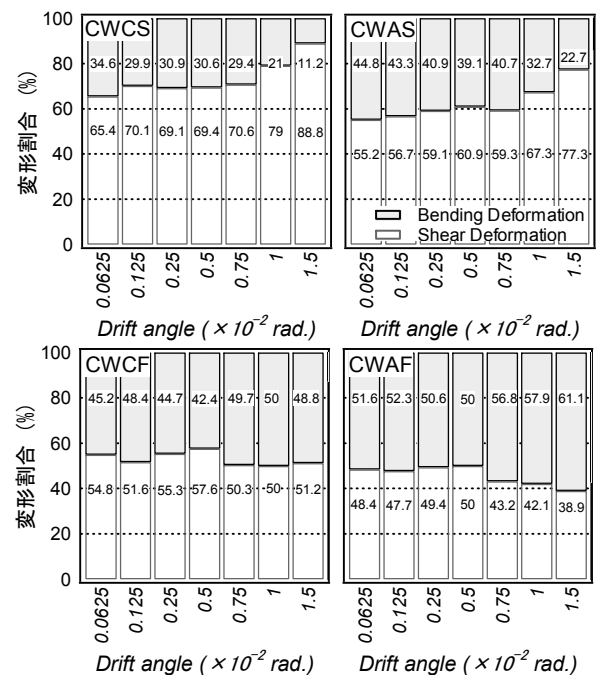 100
CWCS
CWAS
34.6 29.9 30.9 30.6 29.4 21 11.2
44.8 43.3 40.9 39.1 40.7 32.7 22.7
80
60
65.4 70.1 69.1 69.4 70.6 79 88.8
55.2 56.7 59.1 60.9 59.3 67.3 77.3
40
20
0
変形割合 (%)
Bending Deformation
Shear Deformation
0.0625 0.125 0.25 0.5 0.75 1 1.5
0.0625 0.125 0.25 0.5 0.75 1 1.5
Drift angle (×10⁻² rad.)
Drift angle (×10⁻² rad.)
100
CWCF
CWAF
80
45.2 48.4 44.7 42.4 49.7 50 48.8
51.6 52.3 50.6 50 56.8 57.9 61.1
60
40
54.8 51.6 55.3 57.6 50.3 50 51.2
48.4 47.7 49.4 50 43.2 42.1 38.9
20
0
変形割合 (%)
0.0625 0.125 0.25 0.5 0.75 1 1.5
0.0625 0.125 0.25 0.5 0.75 1 1.5
Drift angle (×10⁻² rad.)
Drift angle (×10⁻² rad.)